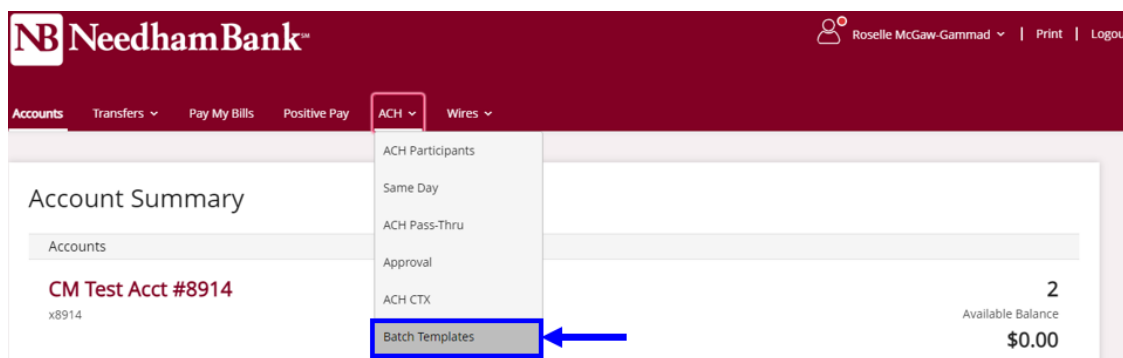 NB NeedhamBank℠
Roselle McGaw-Gammad | Print | Logou
Accounts Transfers Pay My Bills Positive Pay ACH Wires
ACH Participants
Same Day
ACH Pass-Thru
Approval
ACH CTX
Batch Templates
Account Summary
Accounts
CM Test Acct #8914
x8914
2
Available Balance
$0.00